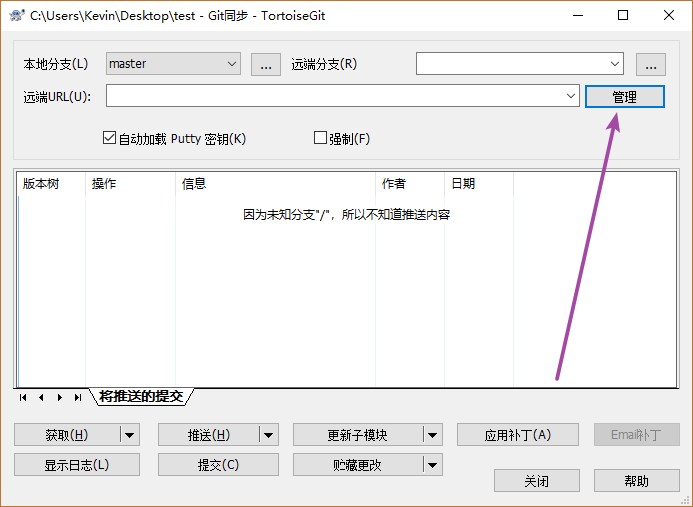 C:\Users\Kevin\Desktop\test - Git同步 - TortoiseGit
本地分支(L) master ... 远端分支(R) ...
远端URL(U): 管理
自动加载 Putty 密钥(K) 强制(F)
版本树 操作 信息 作者 日期
因为未知分支"/"，所以不知道推送内容
将推送的提交
获取(H) 推送(H) 更新子模块 应用补丁(A) Email补丁
显示日志(L) 提交(C) 贮藏更改
关闭 帮助